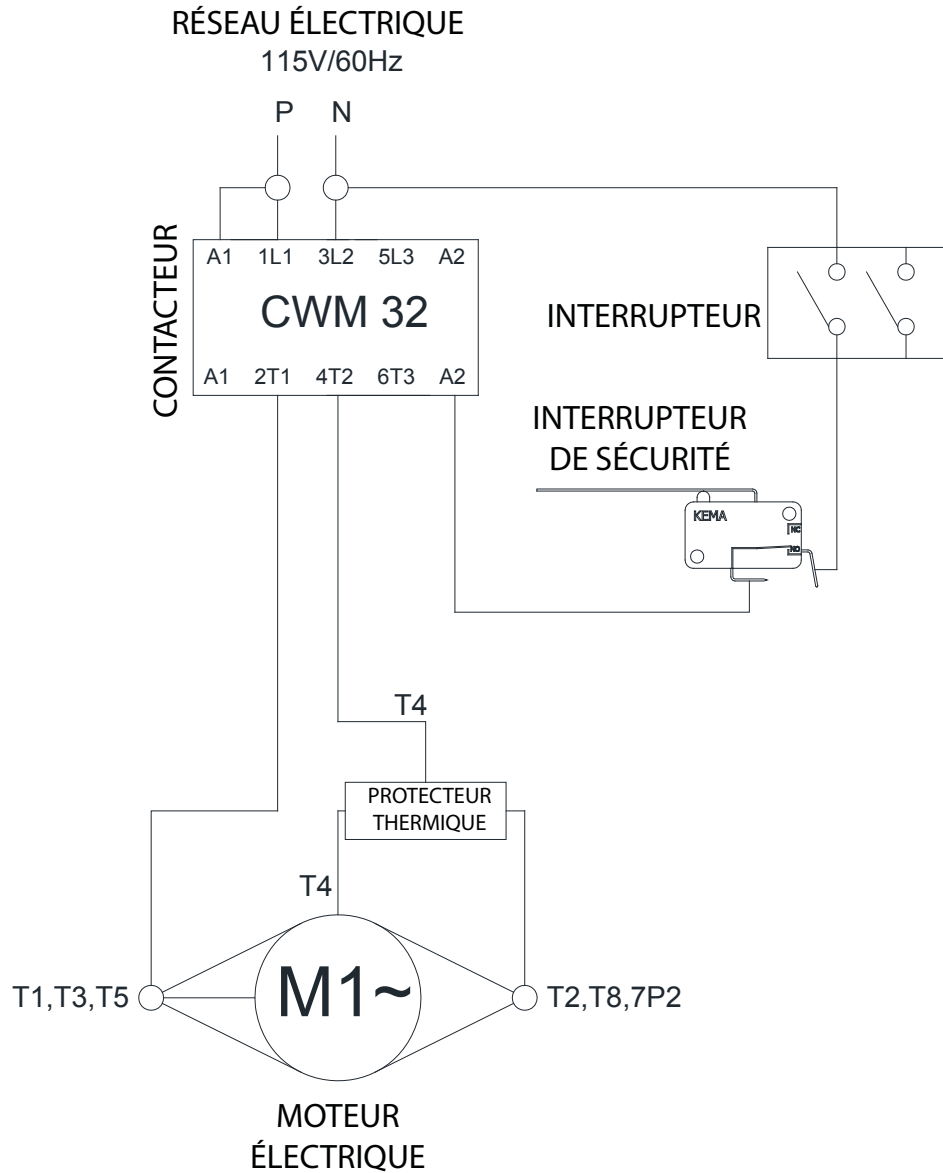 RÉSEAU ÉLECTRIQUE
115V/60Hz
P N
CONTACTEUR
A1 1L1 3L2 5L3 A2
CWM 32
A1 2T1 4T2 6T3 A2
INTERRUPTEUR
INTERRUPTEUR
DE SÉCURITÉ
KEMA
NC
NO
T4
PROTECTEUR
THERMIQUE
T4
T1,T3,T5
M1~
T2,T8,7P2
MOTEUR
ÉLECTRIQUE